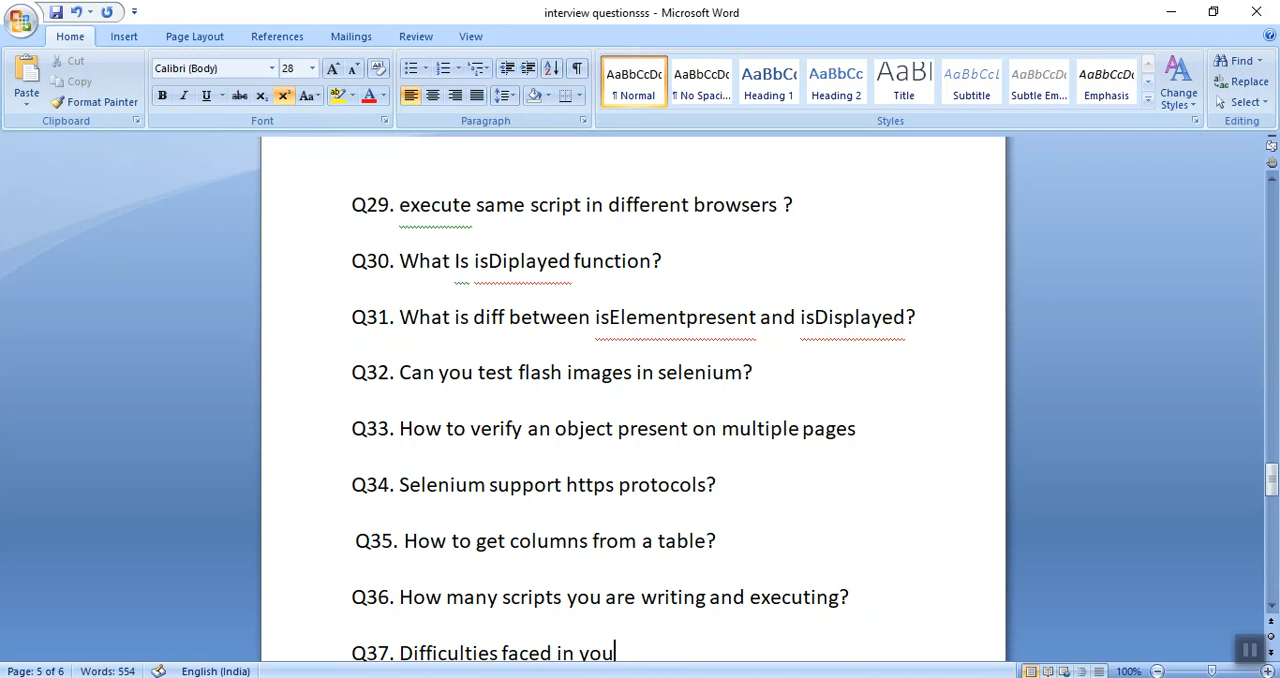 interview questionsss - Microsoft Word
Home Insert Page Layout References Mailings Review View
Paste Cut Copy Format Painter
Calibri (Body) 28
AaBbCcDc AaBbCcDc AaBbCc AaBbCc AaBl AaBbCcL AaBbCcDc AaBbCcDc
¶ Normal ¶ No Spaci... Heading 1 Heading 2 Title Subtitle Subtle Em... Emphasis
Change Styles
Find Replace Select
Clipboard Font Paragraph Styles Editing
Q29. execute same script in different browsers ?
Q30. What Is isDiplayed function?
Q31. What is diff between isElementpresent and isDisplayed?
Q32. Can you test flash images in selenium?
Q33. How to verify an object present on multiple pages
Q34. Selenium support https protocols?
Q35. How to get columns from a table?
Q36. How many scripts you are writing and executing?
Q37. Difficulties faced in you
Page: 5 of 6 Words: 554 English (India) 100%